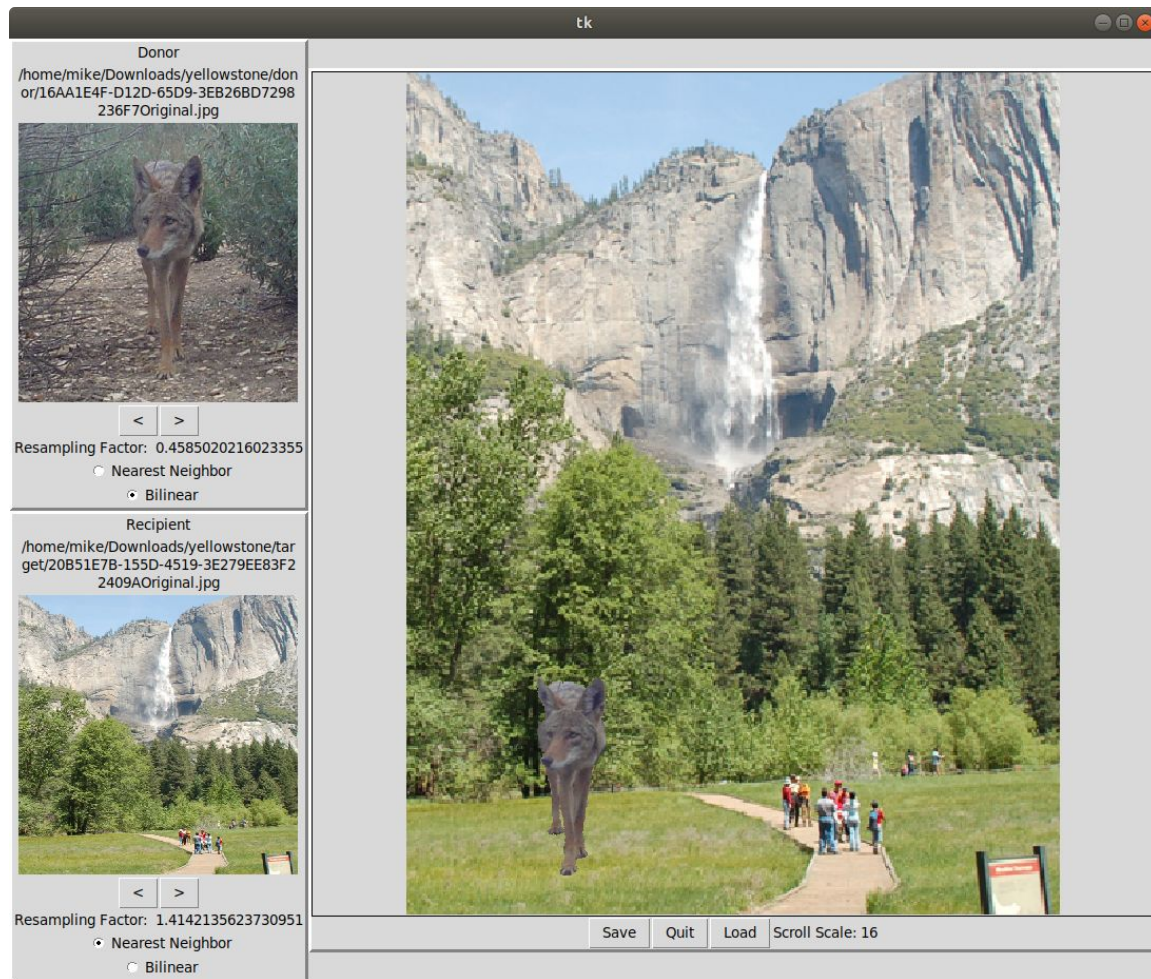 tk
Donor
/home/mike/Downloads/yellowstone/don
or/16AA1E4F-D12D-65D9-3EB26BD7298
236F7Original.jpg
< >
Resampling Factor: 0.4585020216023355
Nearest Neighbor
Bilinear
Recipient
/home/mike/Downloads/yellowstone/tar
get/20B51E7B-155D-4519-3E279EE83F2
2409AOriginal.jpg
< >
Resampling Factor: 1.4142135623730951
Nearest Neighbor
Bilinear
Save Quit Load Scroll Scale: 16